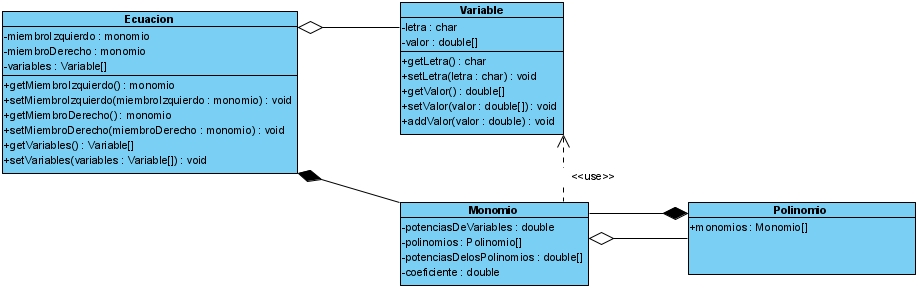 Ecuacion
-miembroIzquierdo : monomio
-miembroDerecho : monomio
-variables : Variable[]
+getMiembroIzquierdo() : monomio
+setMiembroIzquierdo(miembroIzquierdo : monomio) : void
+getMiembroDerecho() : monomio
+setMiembroDerecho(miembroDerecho : monomio) : void
+getVariables() : Variable[]
+setVariables(variables : Variable[]) : void
Variable
-letra : char
-valor : double[]
+getLetra() : char
+setLetra(letra : char) : void
+getValor() : double[]
+setValor(valor : double[]) : void
+addValor(valor : double) : void
<<use>>
Monomio
-potenciasDeVariables : double
-polinomios : Polinomio[]
-potenciasDelosPolinomios : double[]
-coeficiente : double
Polinomio
+monomios : Monomio[]